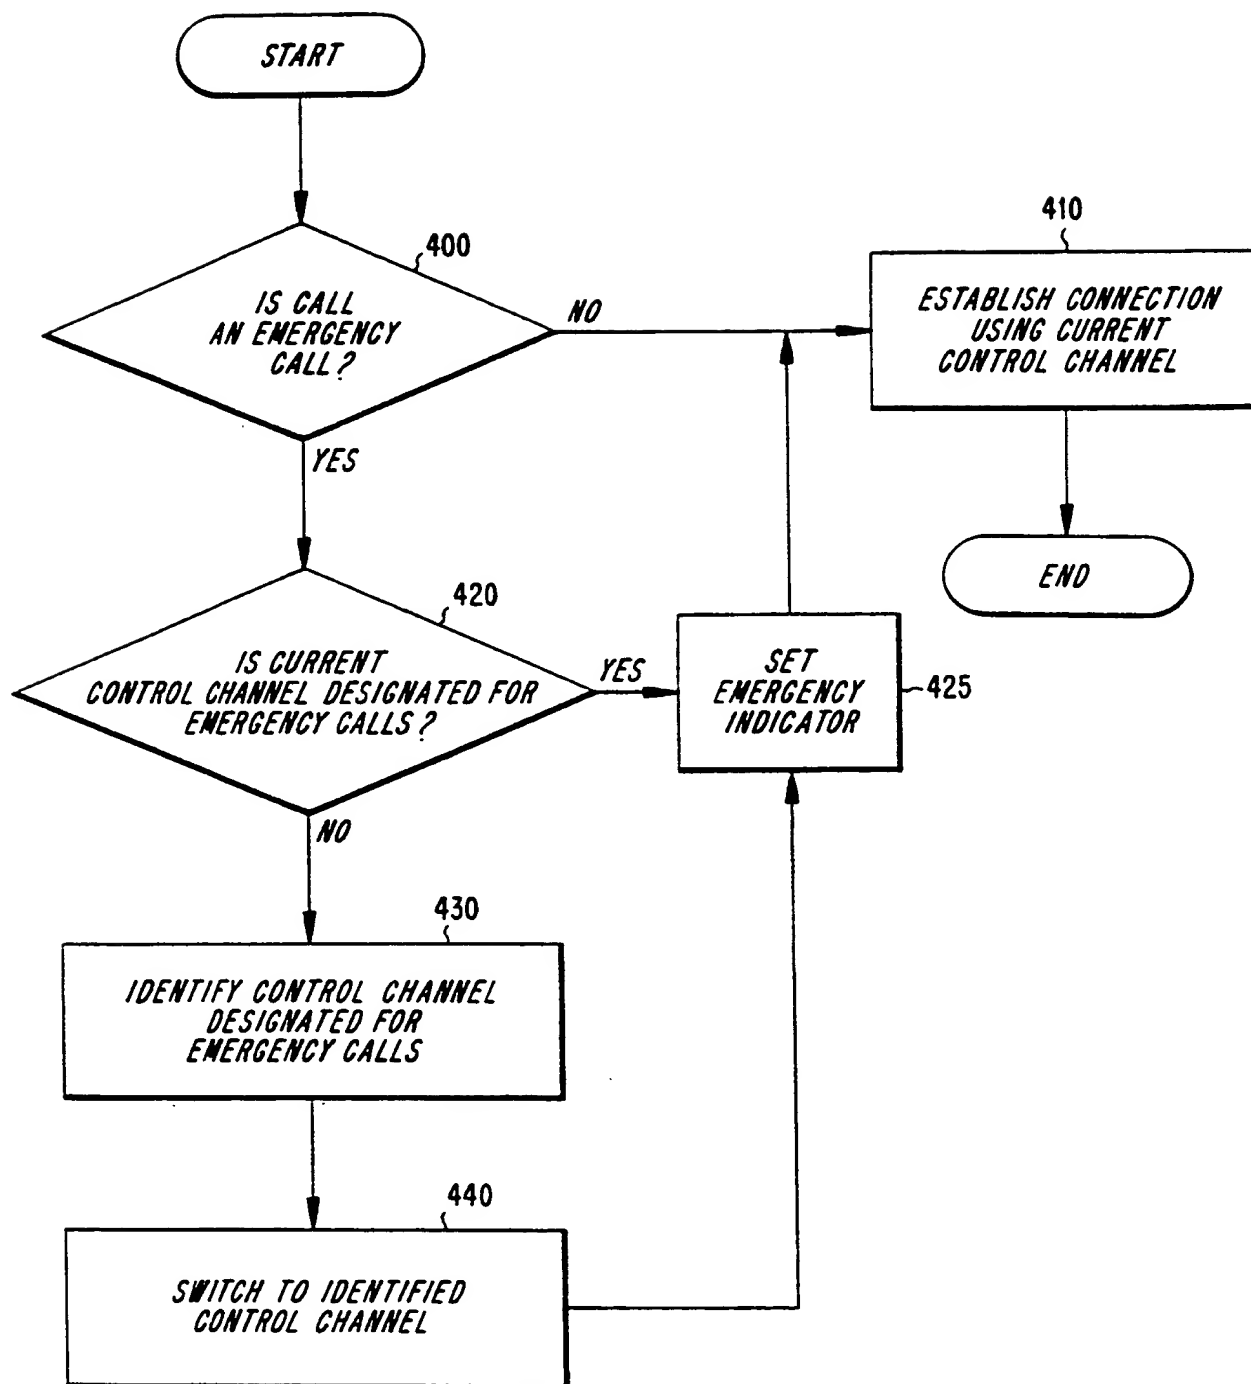 START
400
IS CALL
AN EMERGENCY
CALL?
NO
YES
410
ESTABLISH CONNECTION
USING CURRENT
CONTROL CHANNEL
END
420
IS CURRENT
CONTROL CHANNEL DESIGNATED FOR
EMERGENCY CALLS?
YES
NO
SET
EMERGENCY
INDICATOR
425
430
IDENTIFY CONTROL CHANNEL
DESIGNATED FOR
EMERGENCY CALLS
440
SWITCH TO IDENTIFIED
CONTROL CHANNEL